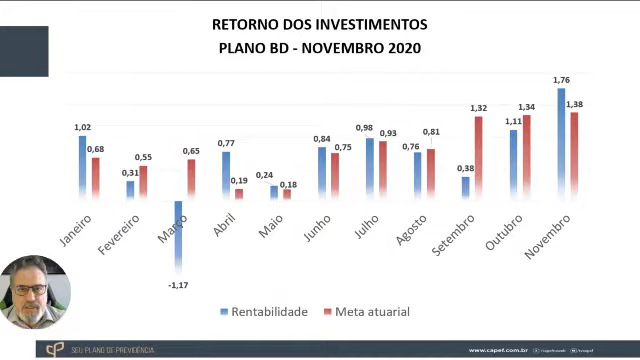 RETORNO DOS INVESTIMENTOS
PLANO BD - NOVEMBRO 2020
1,02
0,68
0,31
0,55
-1,17
0,65
0,77
0,19
0,24
0,18
0,84
0,75
0,98
0,93
0,76
0,81
0,38
1,32
1,11
1,34
1,76
1,38
Janeiro
Fevereiro
Março
Abril
Maio
Junho
Julho
Agosto
Setembro
Outubro
Novembro
Rentabilidade
Meta atuarial
SEU PLANO DE PREVIDÊNCIA
www.capef.com.br